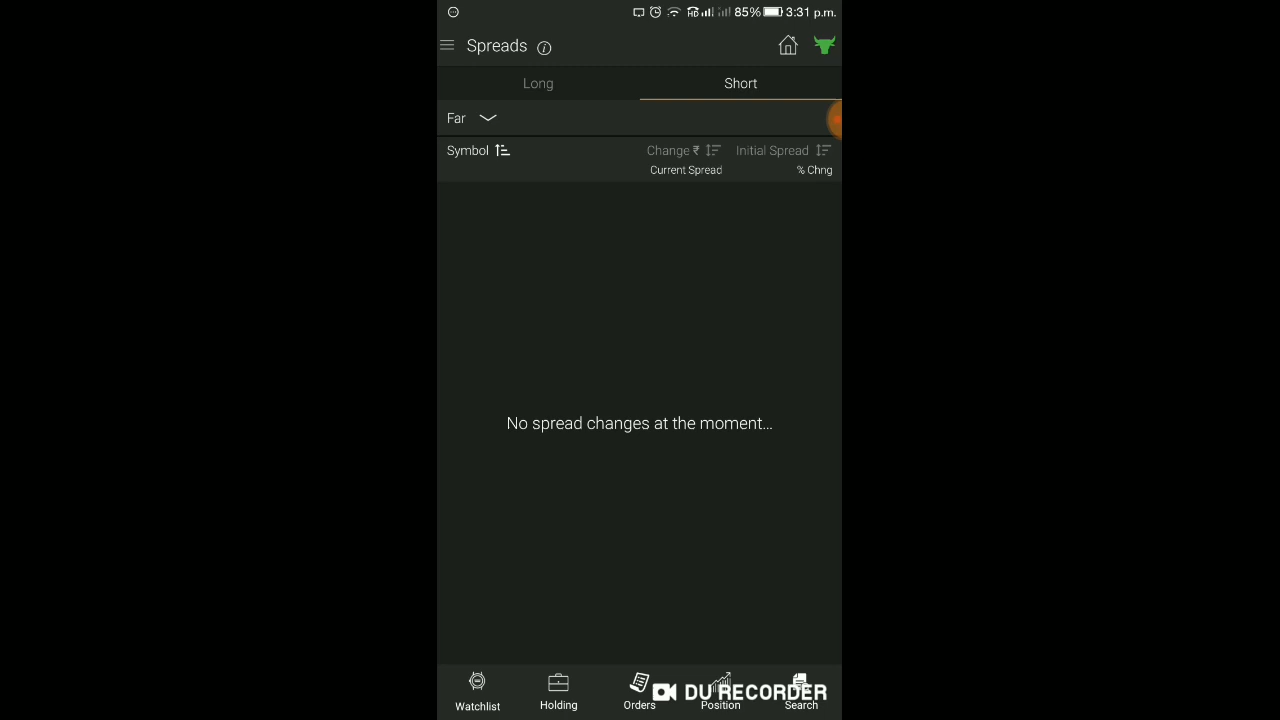 HD 85% 3:31 p.m.
Spreads i
Long Short
Far
Symbol Change ₹ Initial Spread
Current Spread % Chng
No spread changes at the moment...
DU RECORDER
Watchlist Holding Orders Position Search